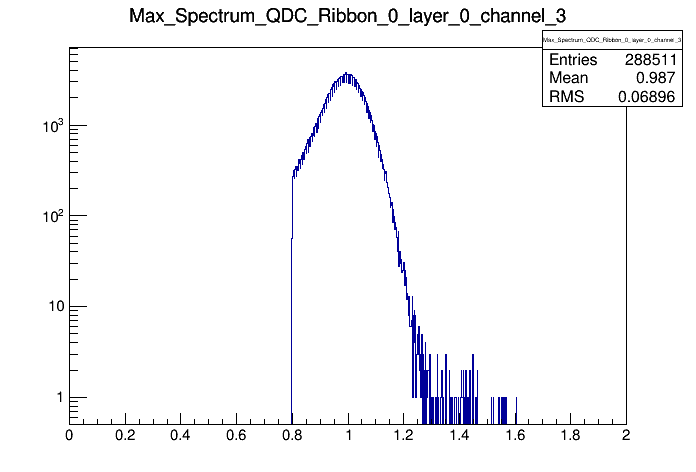 Max_Spectrum_QDC_Ribbon_0_layer_0_channel_3
Max_Spectrum_QDC_Ribbon_0_layer_0_channel_3
Entries 288511
Mean 0.987
RMS 0.06896
10³
10²
10
1
0 0.2 0.4 0.6 0.8 1 1.2 1.4 1.6 1.8 2